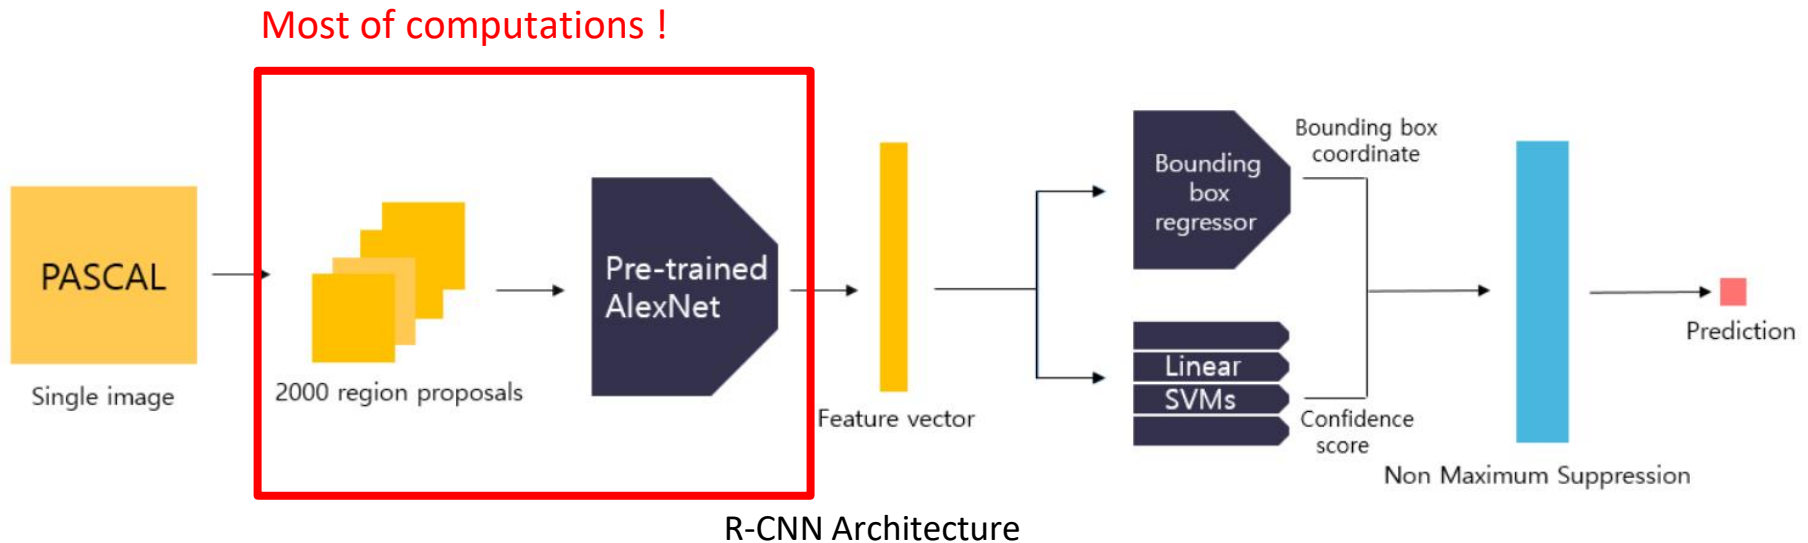 Most of computations !
PASCAL
Single image
2000 region proposals
Pre-trained
AlexNet
Feature vector
Bounding
box
regressor
Bounding box
coordinate
Linear
SVMs
Confidence
score
Non Maximum Suppression
Prediction
R-CNN Architecture